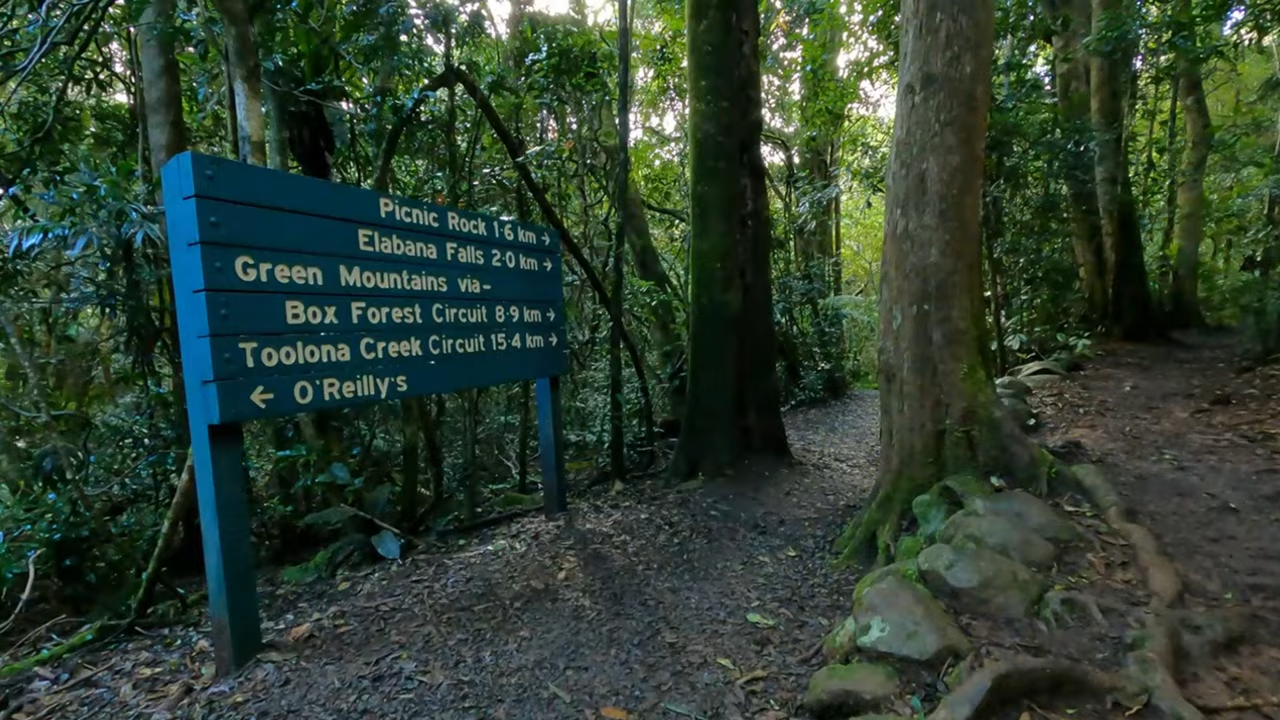 Picnic Rock 1·6 km →
Elabana Falls 2·0 km →
Green Mountains via-
Box Forest Circuit 8·9 km →
Toolona Creek Circuit 15·4 km →
← O'Reilly's